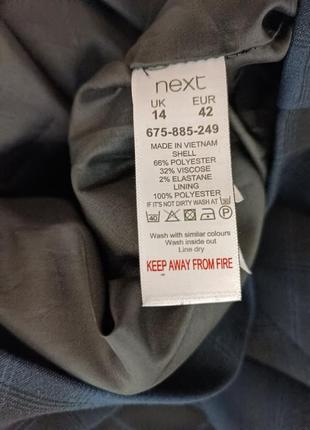 next
UK EUR
14 42
675-885-249
MADE IN VIETNAM
SHELL
66% POLYESTER
32% VISCOSE
2% ELASTANE
LINING
100% POLYESTER
IF IT'S NOT DIRTY WASH AT
40 P
Wash with similar colours
Wash inside out
Line dry
KEEP AWAY FROM FIRE